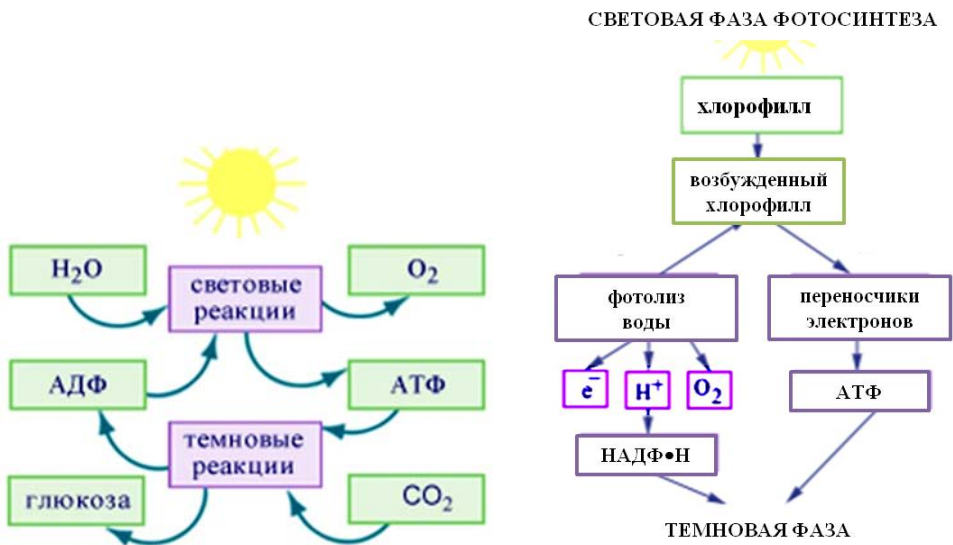 СВЕТОВАЯ ФАЗА ФОТОСИНТЕЗА
H₂O
световые
реакции
O₂
АДФ
АТФ
темновые
реакции
глюкоза
CO₂
хлорофилл
возбужденный
хлорофилл
фотолиз
воды
переносчики
электронов
e⁻
H⁺
O₂
АТФ
НАДФ•Н
ТЕМНОВАЯ ФАЗА